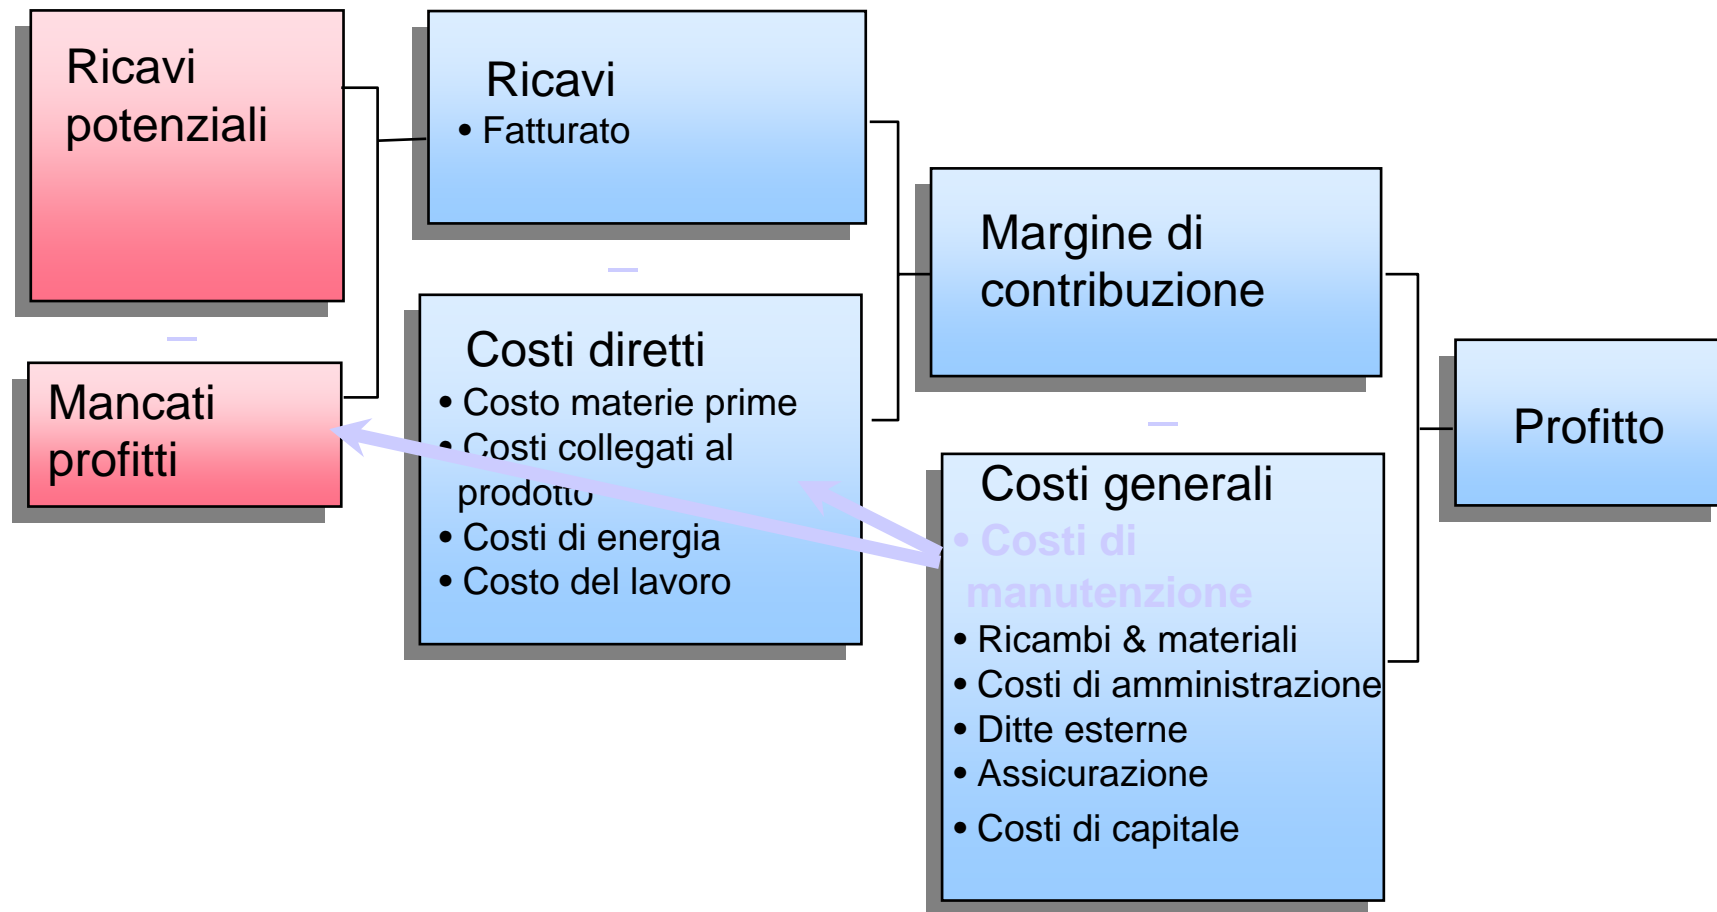 Ricavi
potenziali
–
Mancati
profitti
Ricavi
• Fatturato
–
Costi diretti
• Costo materie prime
• Costi collegati al
prodotto
• Costi di energia
• Costo del lavoro
Margine di
contribuzione
–
Costi generali
• Costi di
manutenzione
• Ricambi & materiali
• Costi di amministrazione
• Ditte esterne
• Assicurazione
• Costi di capitale
Profitto